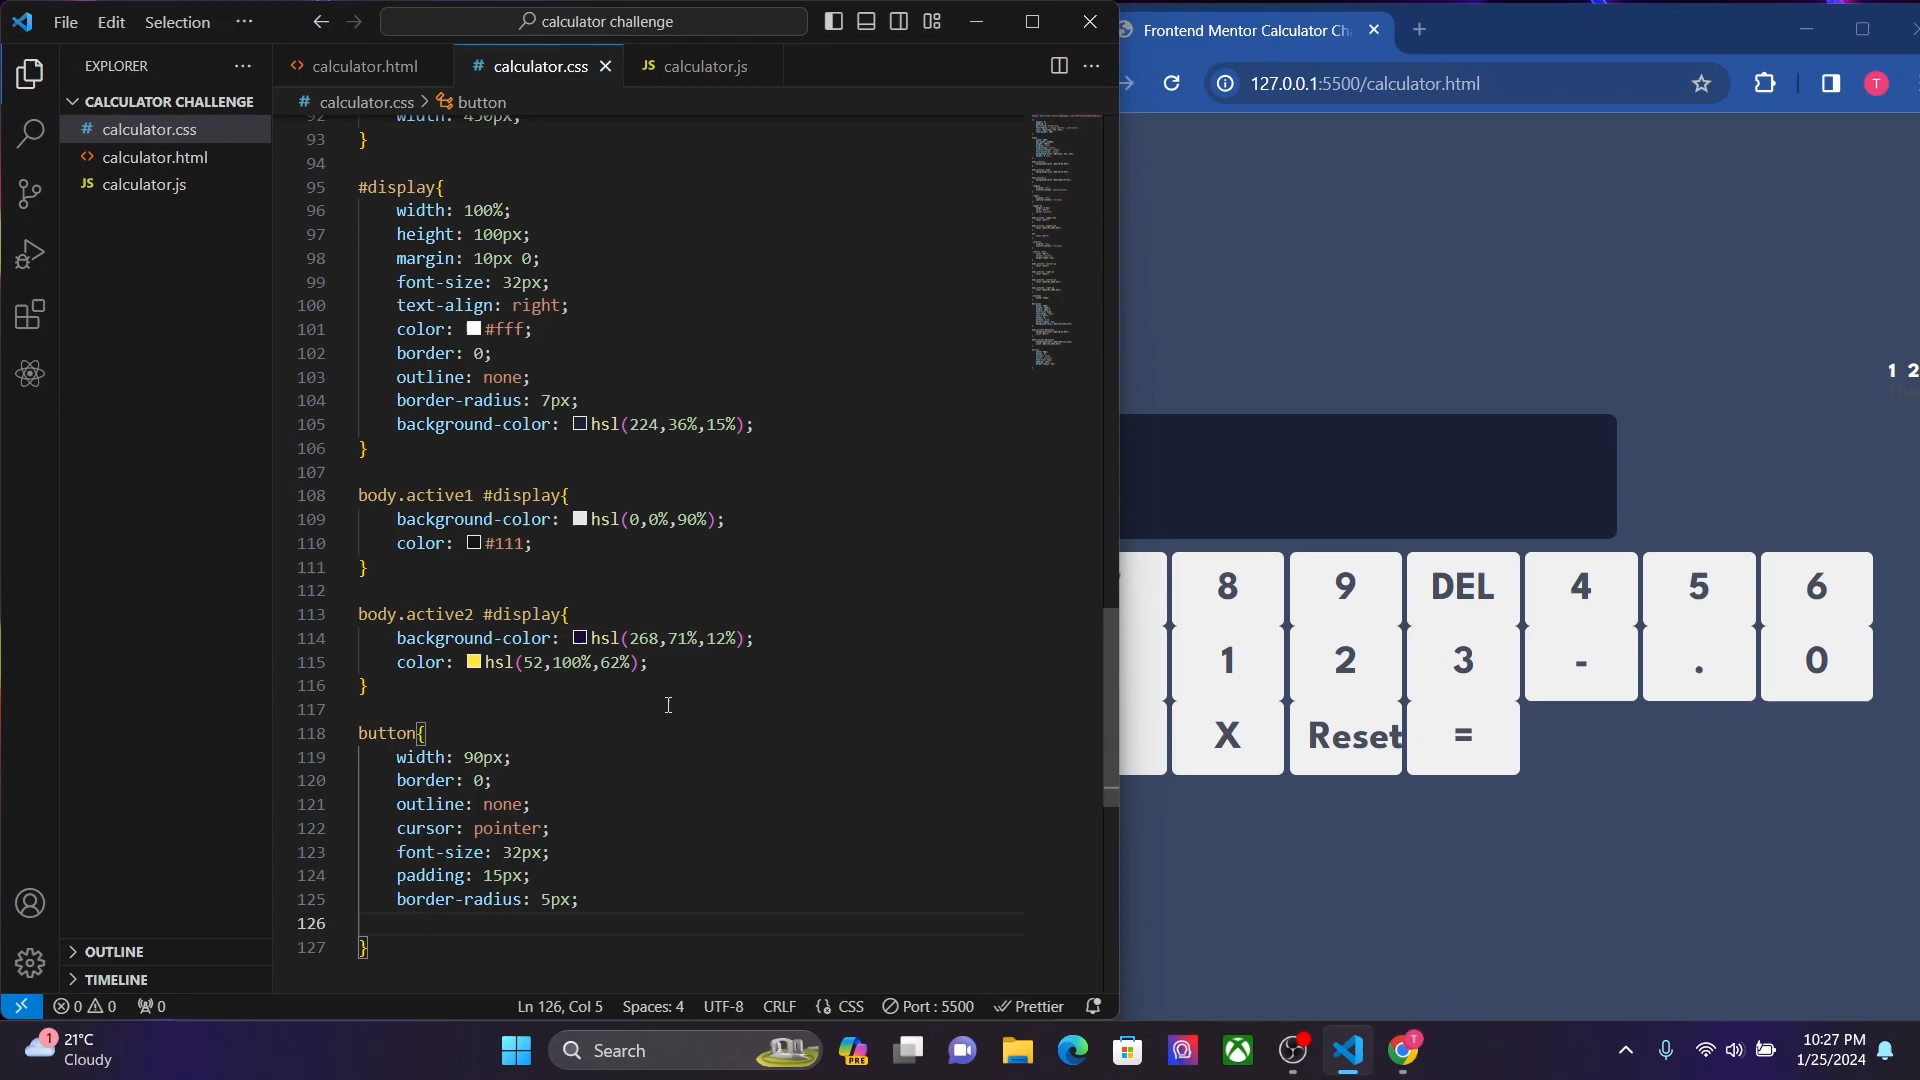 File Edit Selection ···
calculator challenge
Frontend Mentor Calculator Ch
EXPLORER ···
calculator.html
calculator.css
calculator.js
127.0.0.1:5500/calculator.html
T
CALCULATOR CHALLENGE
calculator.css
calculator.html
calculator.js
calculator.css > button
92 width: 450px;
93 }
94
95 #display{
96 width: 100%;
97 height: 100px;
98 margin: 10px 0;
99 font-size: 32px;
100 text-align: right;
101 color: #fff;
102 border: 0;
103 outline: none;
104 border-radius: 7px;
105 background-color: hsl(224,36%,15%);
106 }
107
108 body.active1 #display{
109 background-color: hsl(0,0%,90%);
110 color: #111;
111 }
112
113 body.active2 #display{
114 background-color: hsl(268,71%,12%);
115 color: hsl(52,100%,62%);
116 }
117
118 button{
119 width: 90px;
120 border: 0;
121 outline: none;
122 cursor: pointer;
123 font-size: 32px;
124 padding: 15px;
125 border-radius: 5px;
126
127 }
1 2
8 9 DEL 4 5 6
1 2 3 - . 0
X Reset =
OUTLINE
TIMELINE
0 0 0
Ln 126, Col 5 Spaces: 4 UTF-8 CRLF CSS Port : 5500 Prettier
1
21°C
Cloudy
Search
PRE
T
10:27 PM
1/25/2024